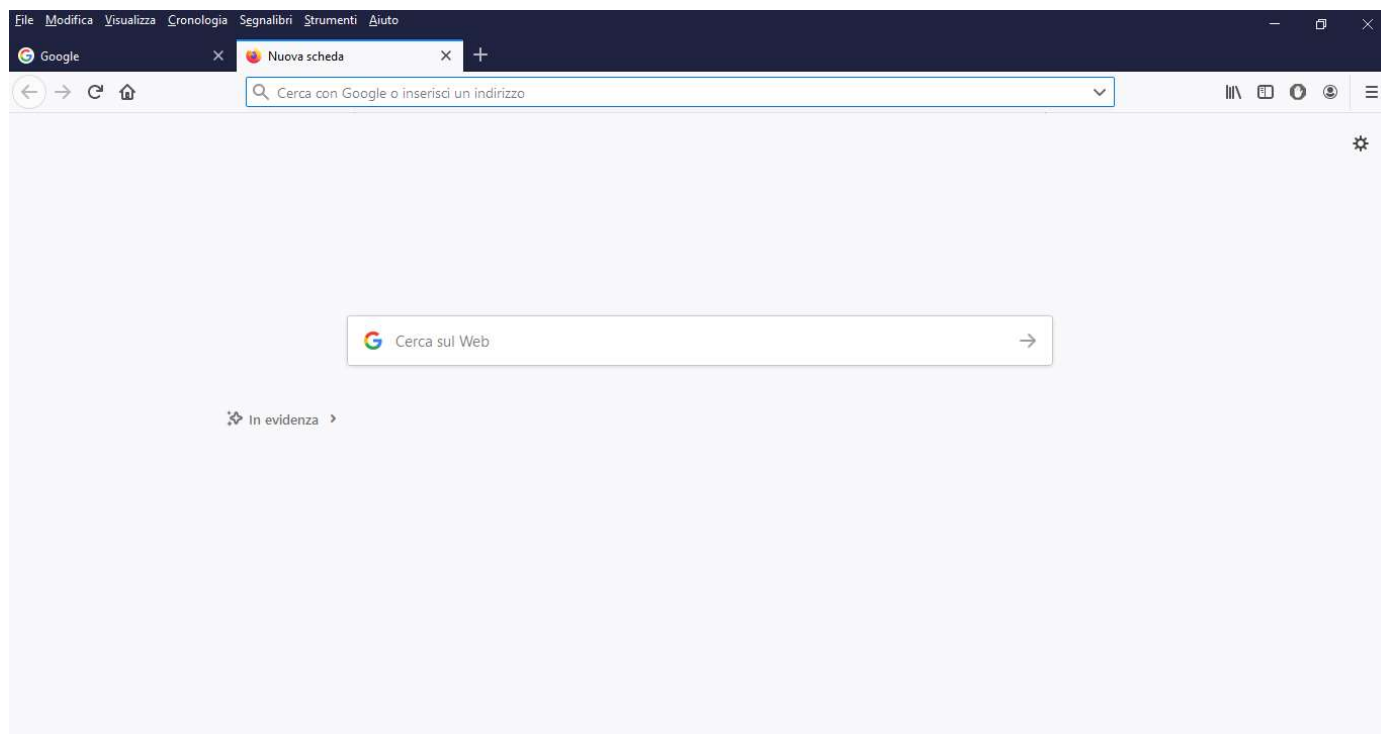 File Modifica Visualizza Cronologia Segnalibri Strumenti Aiuto
Google Nuova scheda
Cerca con Google o inserisci un indirizzo
Cerca sul Web
In evidenza